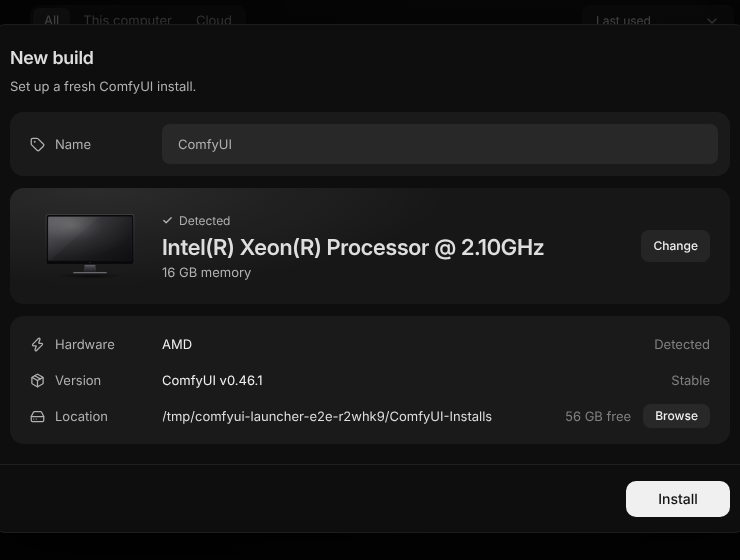 All This computer Cloud Last used
New build
Set up a fresh ComfyUI install.
Name ComfyUI
Detected
Intel(R) Xeon(R) Processor @ 2.10GHz
16 GB memory
Change
Hardware AMD Detected
Version ComfyUI v0.46.1 Stable
Location /tmp/comfyui-launcher-e2e-r2whk9/ComfyUI-Installs 56 GB free Browse
Install